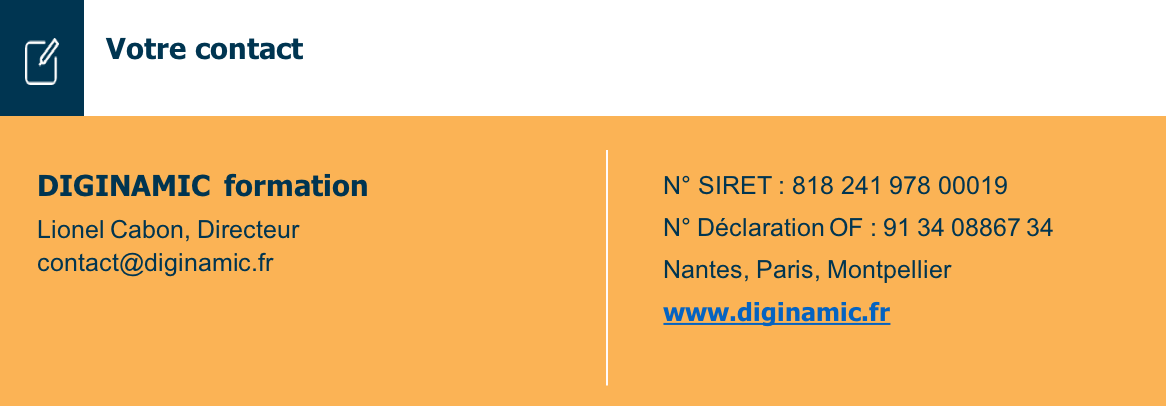 Votre contact
DIGINAMIC formation
Lionel Cabon, Directeur
contact@diginamic.fr
N° SIRET : 818 241 978 00019
N° Déclaration OF : 91 34 08867 34
Nantes, Paris, Montpellier
www.diginamic.fr